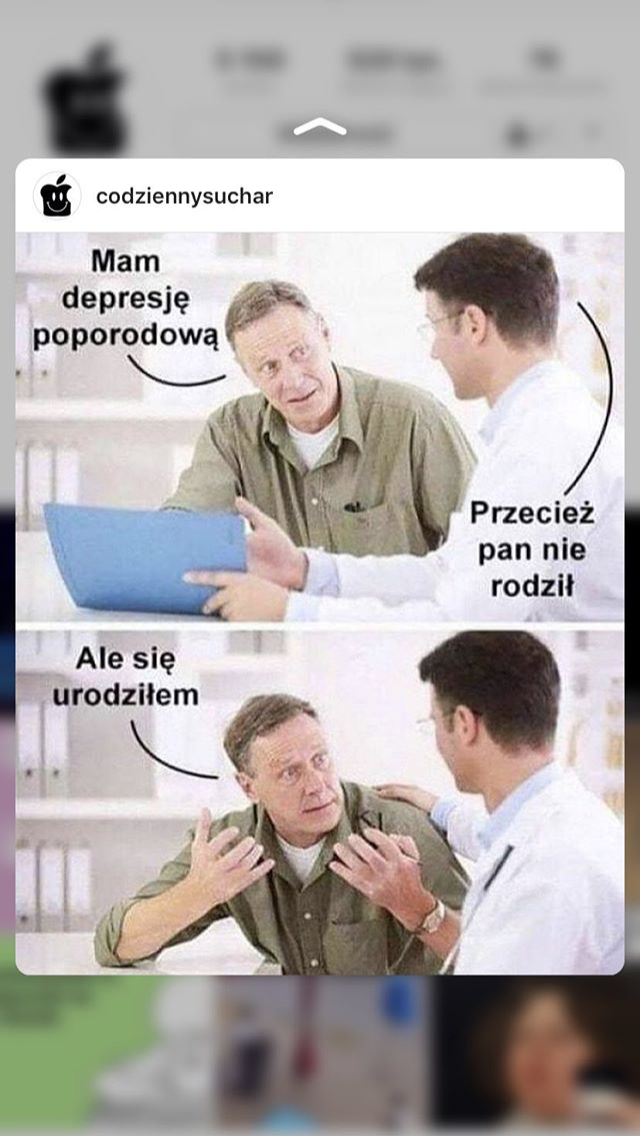 codziennysuchar
Mam
depresję
poporodową
Przecież
pan nie
rodził
Ale się
urodziłem